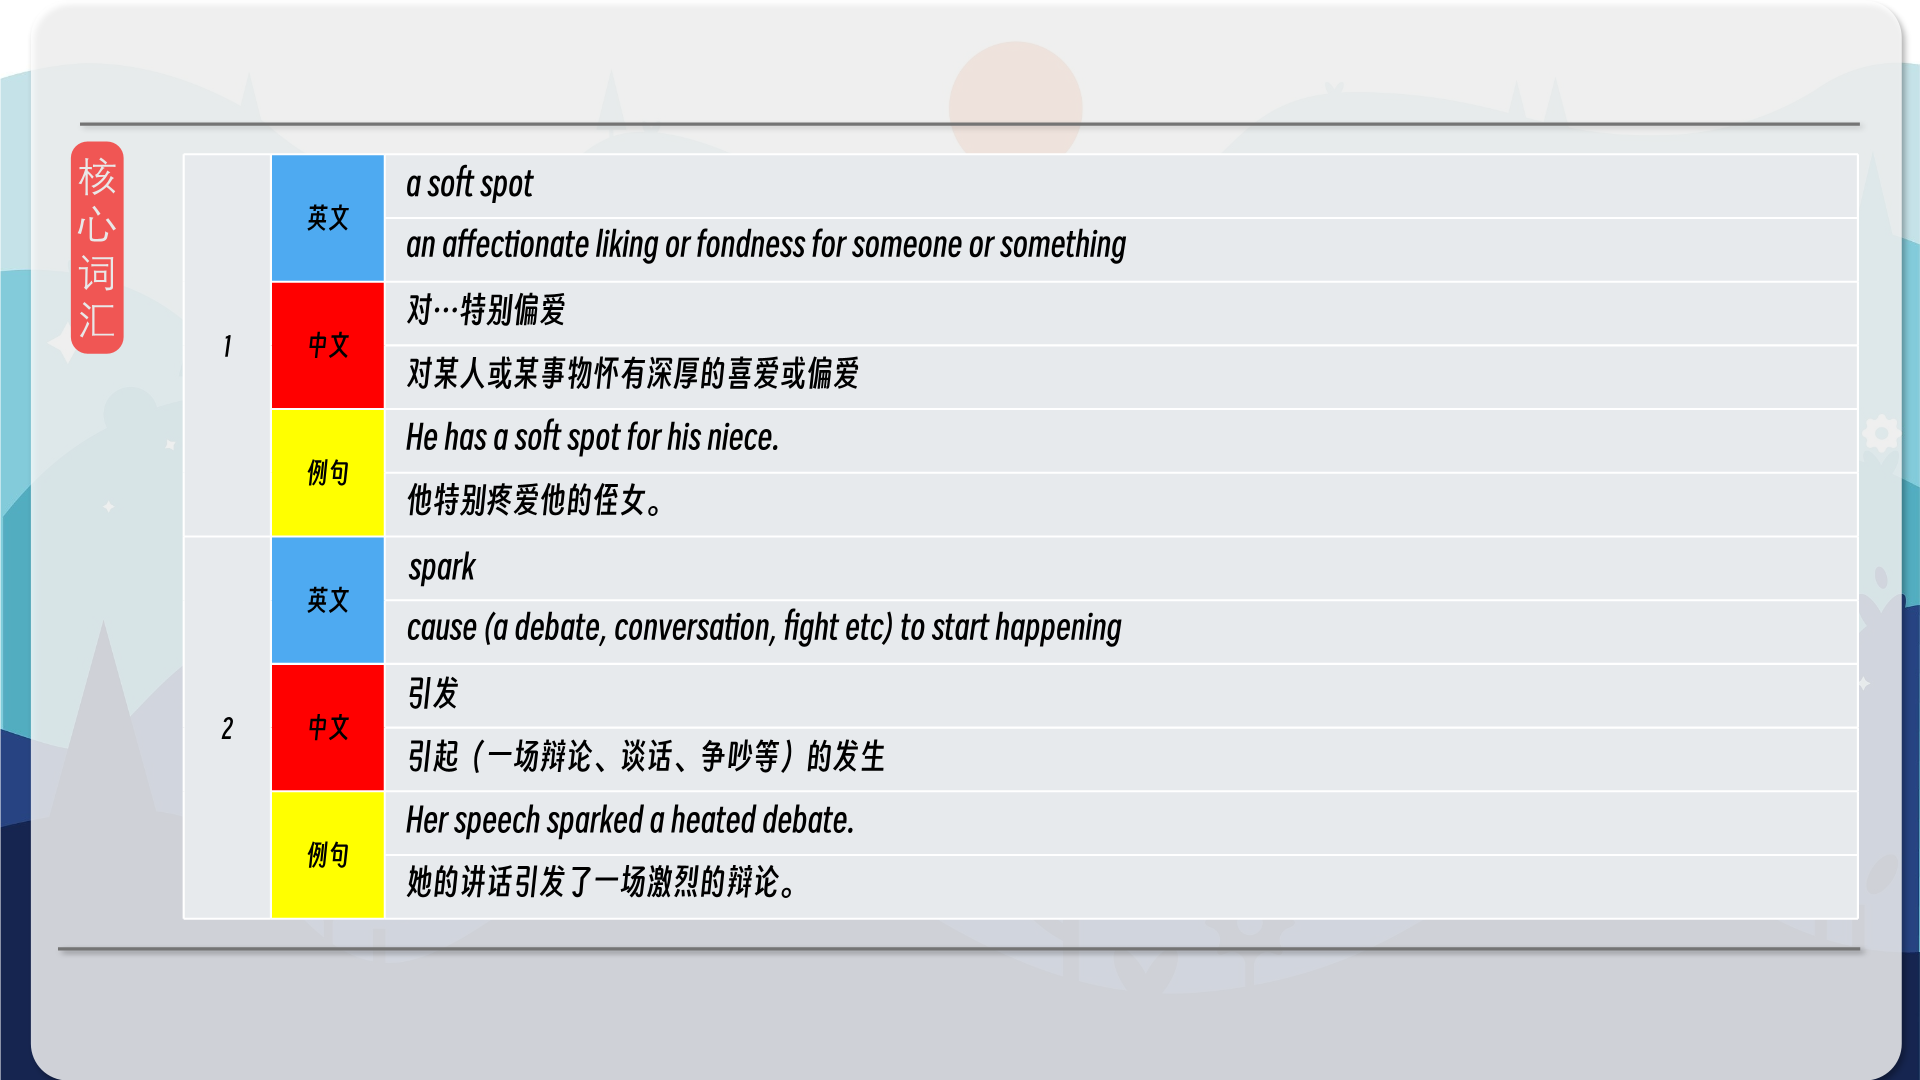 核心词汇
1
英文
a soft spot
an affectionate liking or fondness for someone or something
中文
对…特别偏爱
对某人或某事物怀有深厚的喜爱或偏爱
例句
He has a soft spot for his niece.
他特别疼爱他的侄女。
2
英文
spark
cause (a debate, conversation, fight etc) to start happening
中文
引发
引起（一场辩论、谈话、争吵等）的发生
例句
Her speech sparked a heated debate.
她的讲话引发了一场激烈的辩论。